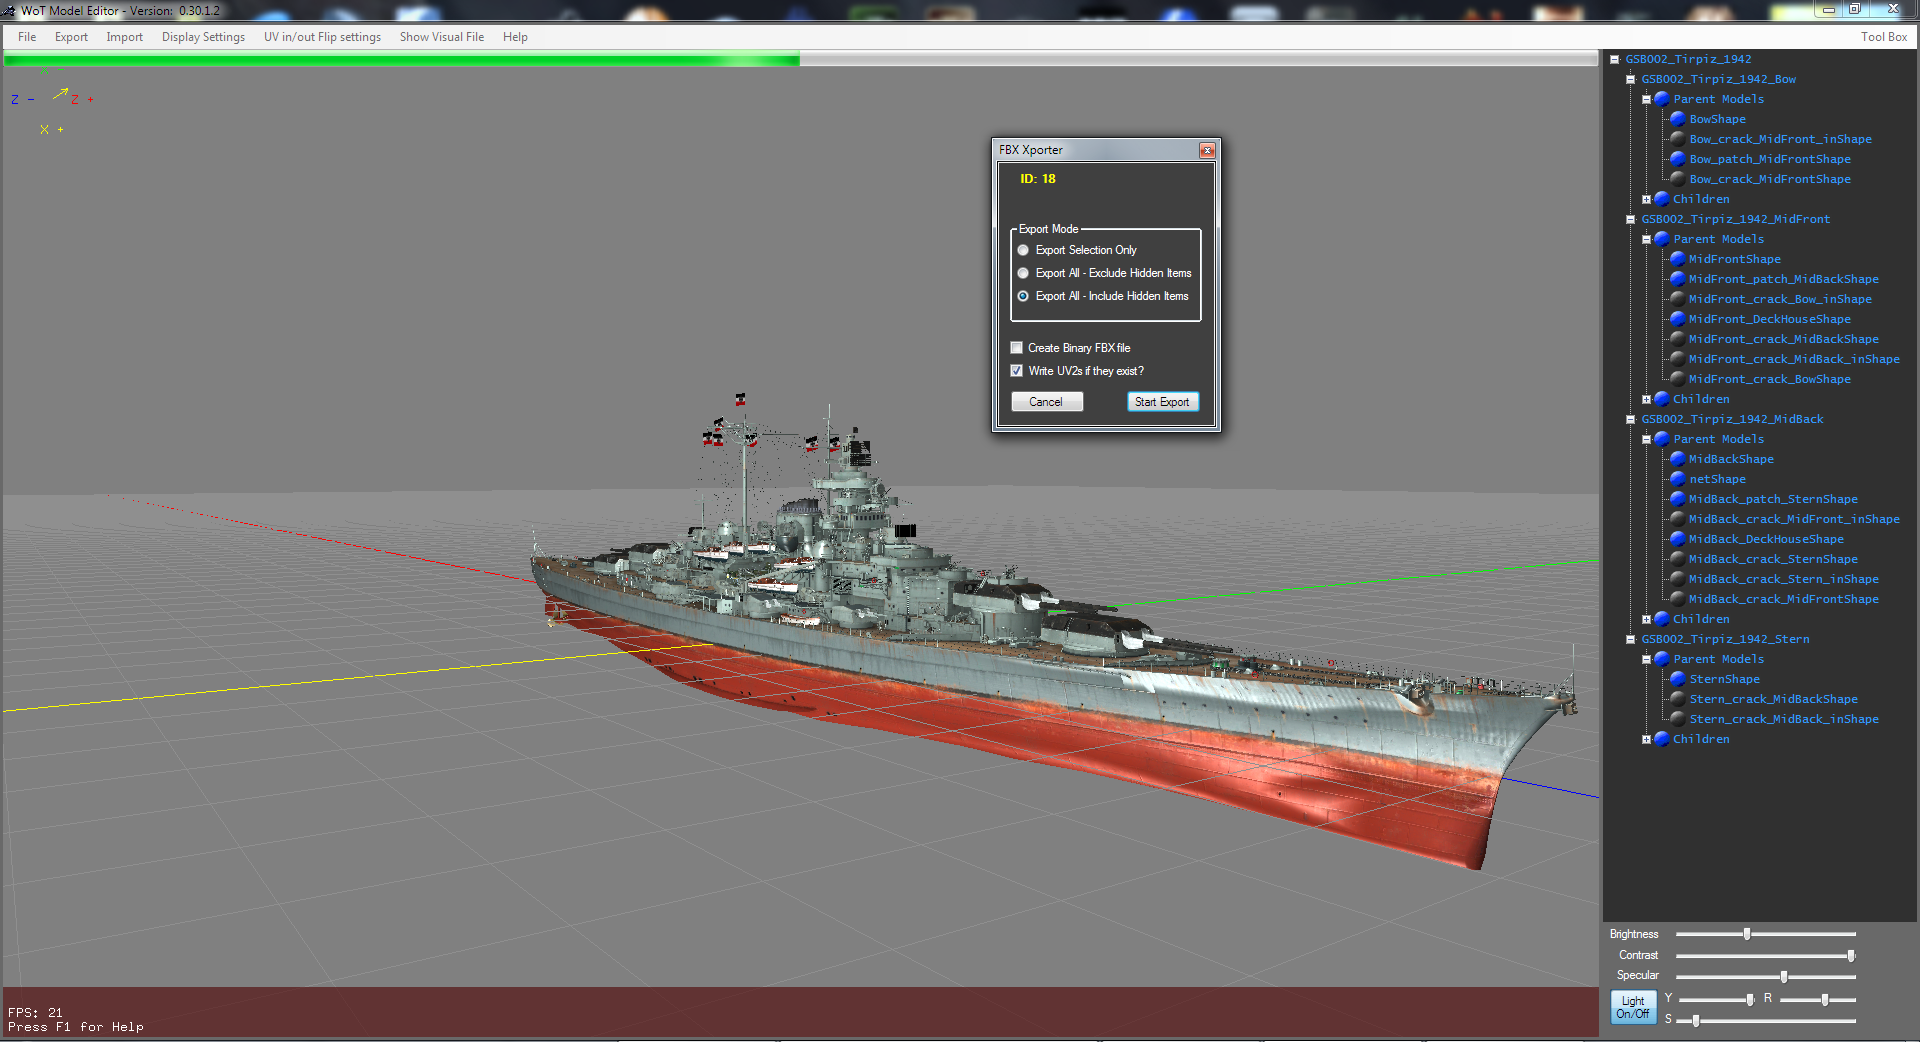 WoT Model Editor - Version: 0.30.1.2
File Export Import Display Settings UV in/out Flip settings Show Visual File Help Tool Box
X -
Z - Z +
X +
FBX Xporter
ID: 18
Export Mode
Export Selection Only
Export All - Exclude Hidden Items
Export All - Include Hidden Items
Create Binary FBX file
Write UV2s if they exist?
Cancel Start Export
GSB002_Tirpiz_1942
GSB002_Tirpiz_1942_Bow
Parent Models
BowShape
Bow_crack_MidFront_inShape
Bow_patch_MidFrontShape
Bow_crack_MidFrontShape
Children
GSB002_Tirpiz_1942_MidFront
Parent Models
MidFrontShape
MidFront_patch_MidBackShape
MidFront_crack_Bow_inShape
MidFront_DeckHouseShape
MidFront_crack_MidBackShape
MidFront_crack_MidBack_inShape
MidFront_crack_BowShape
Children
GSB002_Tirpiz_1942_MidBack
Parent Models
MidBackShape
netShape
MidBack_patch_SternShape
MidBack_crack_MidFront_inShape
MidBack_DeckHouseShape
MidBack_crack_SternShape
MidBack_crack_Stern_inShape
MidBack_crack_MidFrontShape
Children
GSB002_Tirpiz_1942_Stern
Parent Models
SternShape
Stern_crack_MidBackShape
Stern_crack_MidBack_inShape
Children
Brightness
Contrast
Specular
Light On/Off
Y R
S
FPS: 21
Press F1 for Help